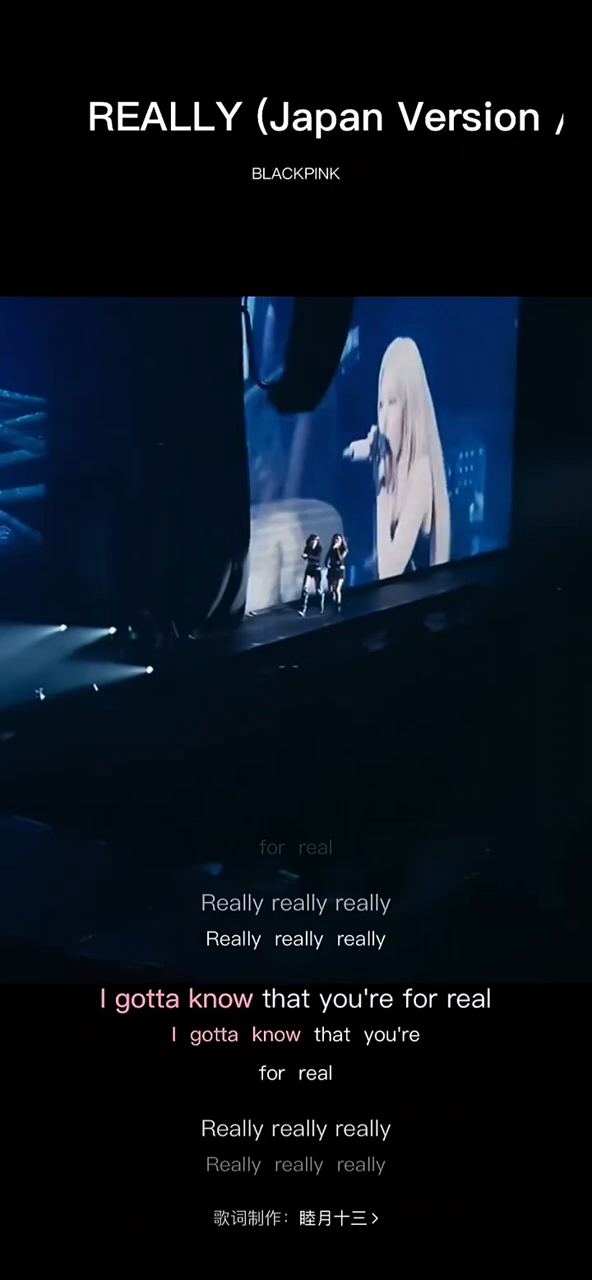 REALLY (Japan Version /
BLACKPINK
for real
Really really really
Really really really
I gotta know that you're for real
I gotta know that you're
for real
Really really really
Really really really
歌词制作：睦月十三>